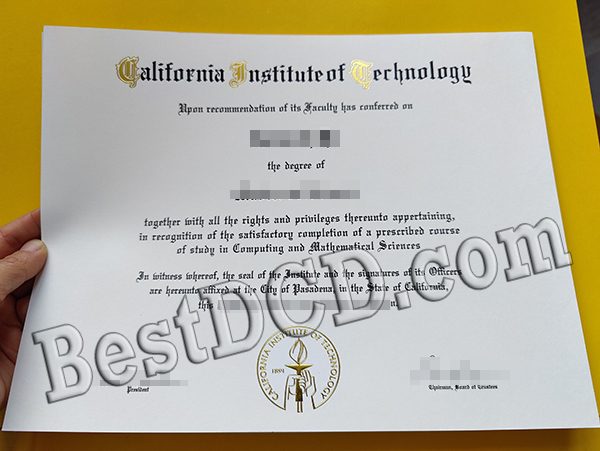 California Institute of Technology
Upon recommendation of its Faculty has conferred on
the degree of
together with all the rights and privileges thereunto appertaining,
in recognition of the satisfactory completion of a prescribed course
of study in Computing and Mathematical Sciences
In witness whereof, the seal of the Institute and the signatures of its Officers
are hereunto affixed at the City of Pasadena, in the State of California,
this
BestDCD.com
CALIFORNIA INSTITUTE OF TECHNOLOGY
1891
President
Chairman, Board of Trustees